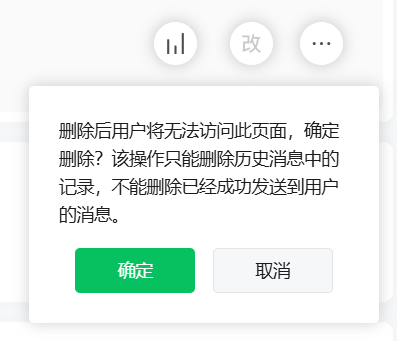 改
删除后用户将无法访问此页面，确定
删除？该操作只能删除历史消息中的
记录，不能删除已经成功发送到用户
的消息。
确定
取消